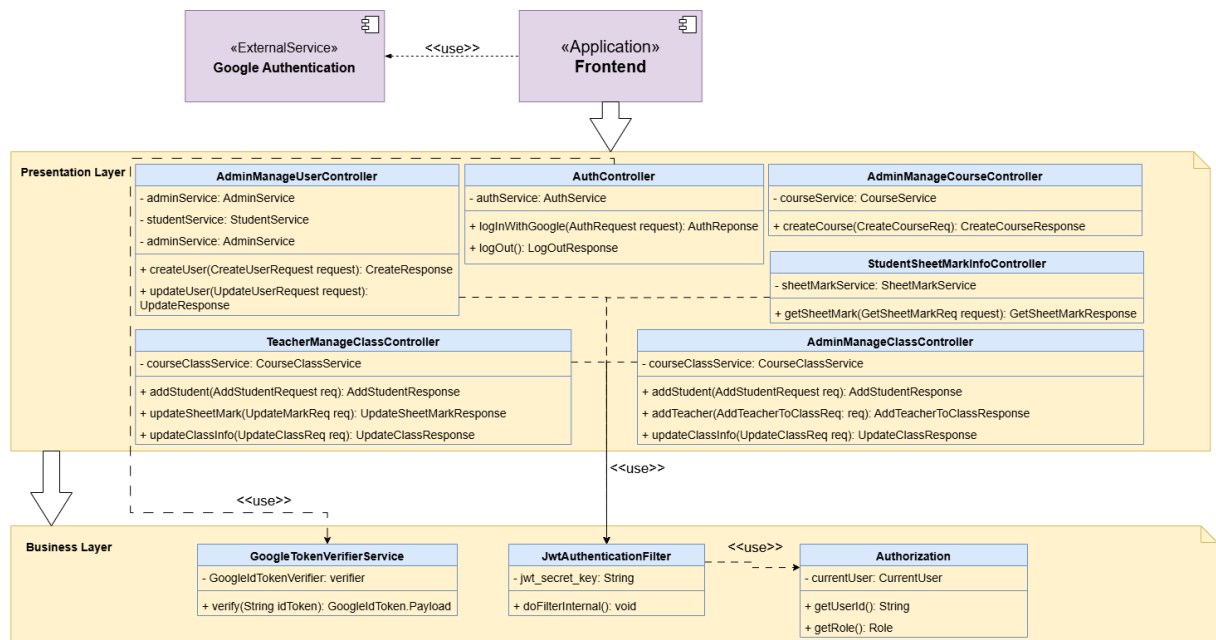 «ExternalService»
Google Authentication
<<use>>
«Application»
Frontend
Presentation Layer
AdminManageUserController
- adminService: AdminService
- studentService: StudentService
- adminService: AdminService
+ createUser(CreateUserRequest request): CreateResponse
+ updateUser(UpdateUserRequest request):
UpdateResponse
AuthController
- authService: AuthService
+ logInWithGoogle(AuthRequest request): AuthReponse
+ logOut(): LogOutResponse
AdminManageCourseController
- courseService: CourseService
+ createCourse(CreateCourseReq): CreateCourseResponse
StudentSheetMarkInfoController
- sheetMarkService: SheetMarkService
+ getSheetMark(GetSheetMarkReq request): GetSheetMarkResponse
TeacherManageClassController
- courseClassService: CourseClassService
+ addStudent(AddStudentRequest req): AddStudentResponse
+ updateSheetMark(UpdateMarkReq req): UpdateSheetMarkResponse
+ updateClassInfo(UpdateClassReq req): UpdateClassResponse
AdminManageClassController
- courseClassService: CourseClassService
+ addStudent(AddStudentRequest req): AddStudentResponse
+ addTeacher(AddTeacherToClassReq: req): AddTeacherToClassResponse
+ updateClassInfo(UpdateClassReq req): UpdateClassResponse
<<use>>
<<use>>
Business Layer
GoogleTokenVerifierService
- GoogleIdTokenVerifier: verifier
+ verify(String idToken): GoogleIdToken.Payload
JwtAuthenticationFilter
- jwt_secret_key: String
+ doFilterInternal(): void
<<use>>
Authorization
- currentUser: CurrentUser
+ getUserId(): String
+ getRole(): Role